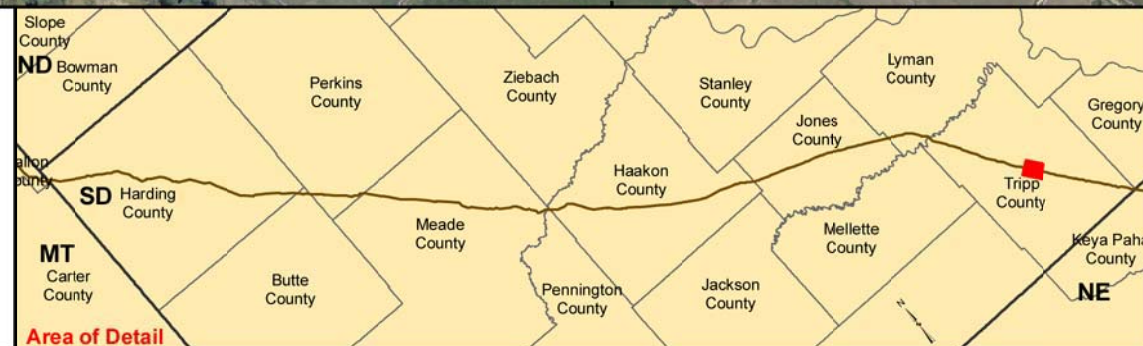 Slope
County
ND
Bowman
County
Perkins
County
Ziebach
County
Stanley
County
Lyman
County
Gregory
County
Jones
County
Haakon
County
SD
Harding
County
Tripp
County
Meade
County
Mellette
County
Keya Paha
County
MT
Carter
County
Butte
County
Pennington
County
Jackson
County
NE
N
Area of Detail